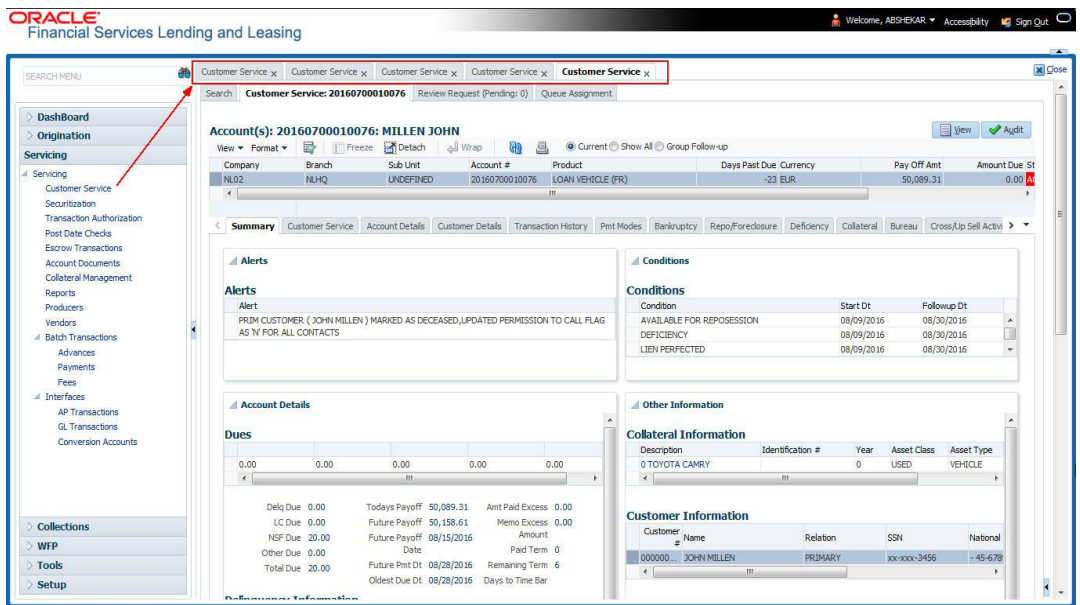 ORACLE
Financial Services Lending and Leasing
Welcome, ABSHEKAR Accessibility Sign Out
Close
SEARCH MENU
DashBoard
Origination
Servicing
Servicing
Customer Service
Securitization
Transaction Authorization
Post Date Checks
Escrow Transactions
Account Documents
Collateral Management
Reports
Producers
Vendors
Batch Transactions
Advances
Payments
Fees
Interfaces
AP Transactions
GL Transactions
Conversion Accounts
Collections
WFP
Tools
Setup
Customer Service x Customer Service x Customer Service x Customer Service x Customer Service x
Search Customer Service: 20160700010076 Review Request (Pending: 0) Queue Assignment
Account(s): 20160700010076: MILLEN JOHN
View Audit
View Format Freeze Detach Wrap Current Show All Group Follow-up
Company Branch Sub Unit Account # Product Days Past Due Currency Pay Off Amt Amount Due St
NL02 NLHQ UNDEFINED 20160700010076 LOAN VEHICLE (FR) -23 EUR 50,089.31 0.00
Summary Customer Service Account Details Customer Details Transaction History Pmt Modes Bankruptcy Repo/Foreclosure Deficiency Collateral Bureau Cross/Up Sell Activi
Alerts
Alerts
Alert
PRIM CUSTOMER ( JOHN MILLEN ) MARKED AS DECEASED,UPDATED PERMISSION TO CALL FLAG
AS 'N' FOR ALL CONTACTS
Conditions
Conditions
Condition Start Dt Followup Dt
AVAILABLE FOR REPOSESSION 08/09/2016 08/30/2016
DEFICIENCY 08/09/2016 08/30/2016
LIEN PERFECTED 08/09/2016 08/30/2016
Account Details
Dues
0.00 0.00 0.00 0.00 0.00
Delq Due 0.00 Todays Payoff 50,089.31 Amt Paid Excess 0.00
LC Due 0.00 Future Payoff 50,158.61 Memo Excess 0.00
Amount
NSF Due 20.00 Future Payoff 08/15/2016
Date
Other Due 0.00 Paid Term 0
Total Due 20.00 Future Pmt Dt 08/28/2016 Remaining Term 6
Oldest Due Dt 08/28/2016 Days to Time Bar
Delinquency Information
Other Information
Collateral Information
Description Identification # Year Asset Class Asset Type
0 TOYOTA CAMRY 0 USED VEHICLE
Customer Information
Customer # Name Relation SSN National
000000... JOHN MILLEN PRIMARY xx-xxx-3456 - 45-678